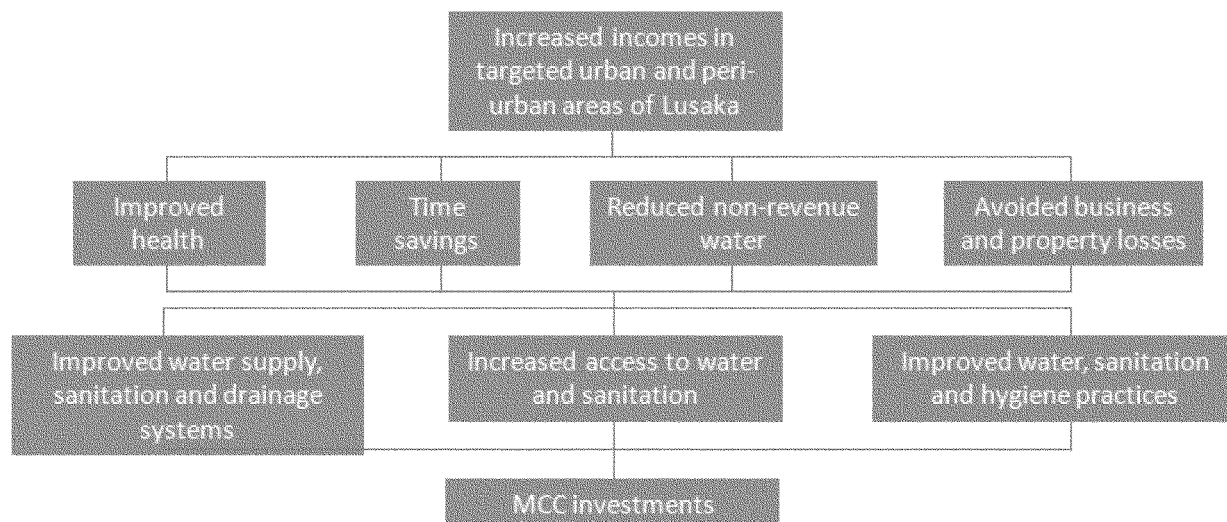 Increased incomes in
targeted urban and peri-
urban areas of Lusaka
Improved
health
Time
savings
Reduced non-revenue
water
Avoided business
and property losses
Improved water supply,
sanitation and drainage
systems
Increased access to water
and sanitation
Improved water, sanitation
and hygiene practices
MCC investments